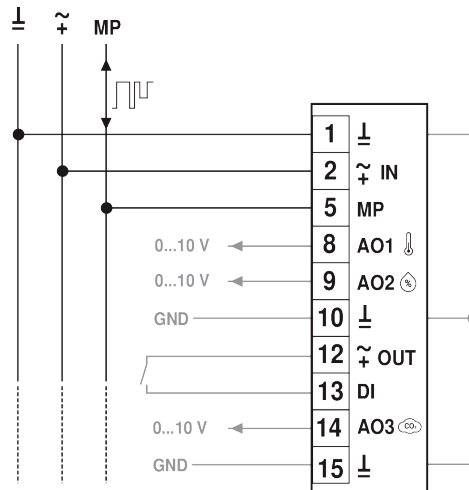 ⊥ ≂+ MP
1 ⊥
2 ≂+ IN
5 MP
0...10 V 8 AO1
0...10 V 9 AO2 %
GND 10 ⊥
12 ≂+ OUT
13 DI
0...10 V 14 AO3 CO₂
GND 15 ⊥